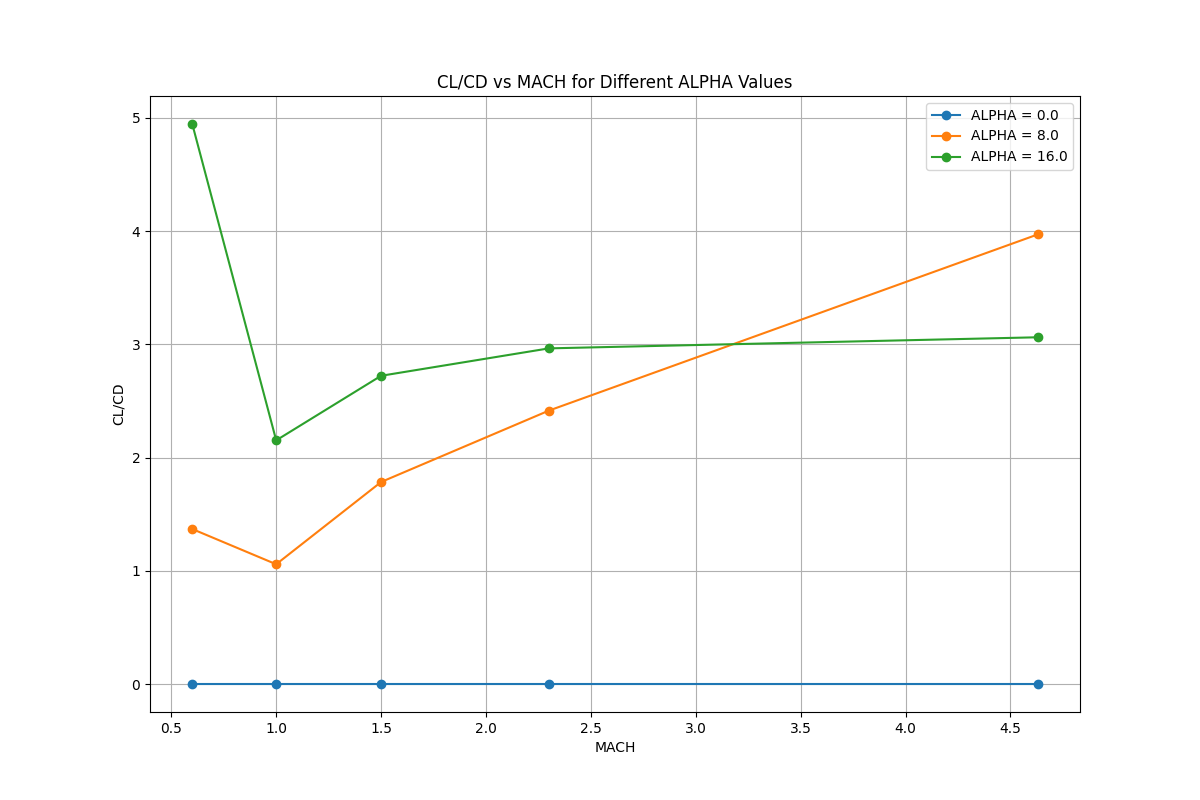 CL/CD vs MACH for Different ALPHA Values
ALPHA = 0.0
ALPHA = 8.0
ALPHA = 16.0
CL/CD
5
4
3
2
1
0
0.5 1.0 1.5 2.0 2.5 3.0 3.5 4.0 4.5
MACH